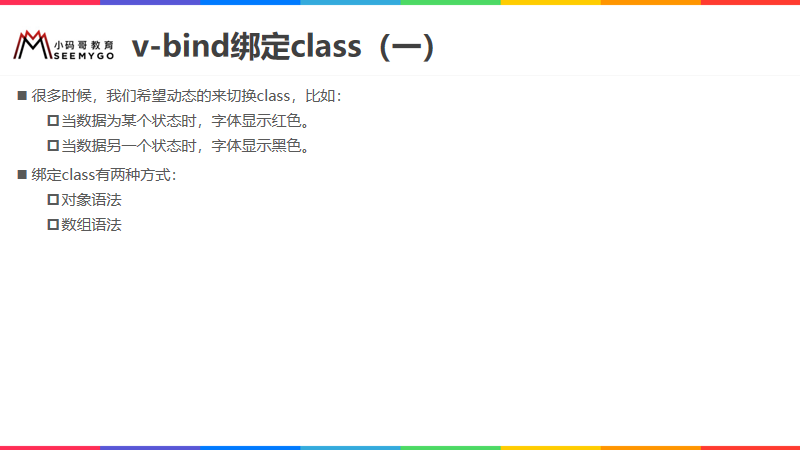 小码哥教育
SEEMYGO
v-bind绑定class（一）
很多时候，我们希望动态的来切换class，比如：
当数据为某个状态时，字体显示红色。
当数据另一个状态时，字体显示黑色。
绑定class有两种方式：
对象语法
数组语法